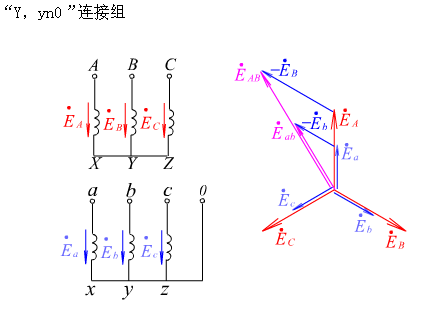 “Y，yn0 ”连接组
A B C
Ė_A Ė_B Ė_C
X Y Z
a b c 0
Ė_a Ė_b Ė_c
x y z
Ė_AB −Ė_B
Ė_A
−Ė_b
Ė_ab Ė_a
Ė_c Ė_b
Ė_C Ė_B